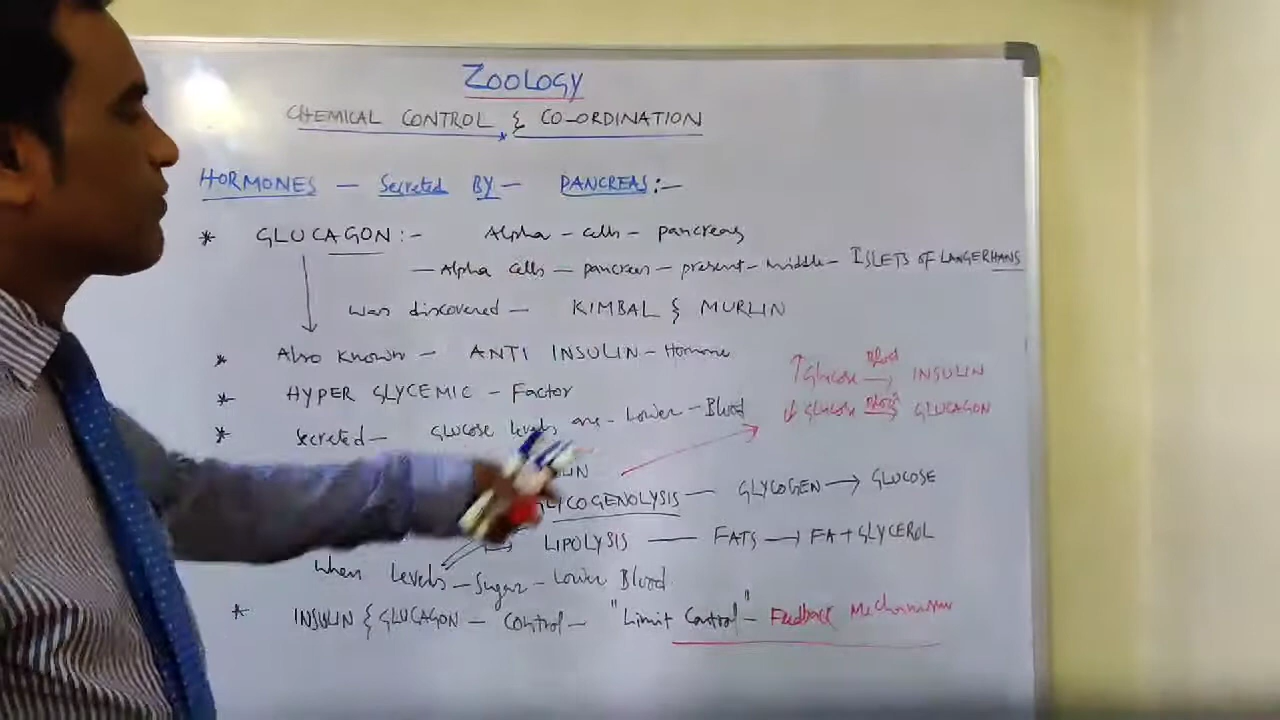 ZOOLOGY
CHEMICAL CONTROL & CO-ORDINATION
HORMONES — Secreted BY — PANCREAS:—
* GLUCAGON:- Alpha - cells - pancreas
— Alpha cells — pancreas — present - middle - ISLETS OF LANGERHANS
was discovered — KIMBAL & MURLIN
* Also Known — ANTI INSULIN - Hormone
↑ Glucose Blood → INSULIN
* HYPER GLYCEMIC - Factor
↓ Glucose Blood → GLUCAGON
* Secreted — Glucose levels are - Lower - Blood
LIN
LYCOGENOLYSIS — GLYCOGEN → GLUCOSE
LIPOLYSIS — FATS → FA + GLYCEROL
When Levels - Sugar - Lower Blood
* INSULIN & GLUCAGON - Control - "Limit Control" - Feedback Mechanism